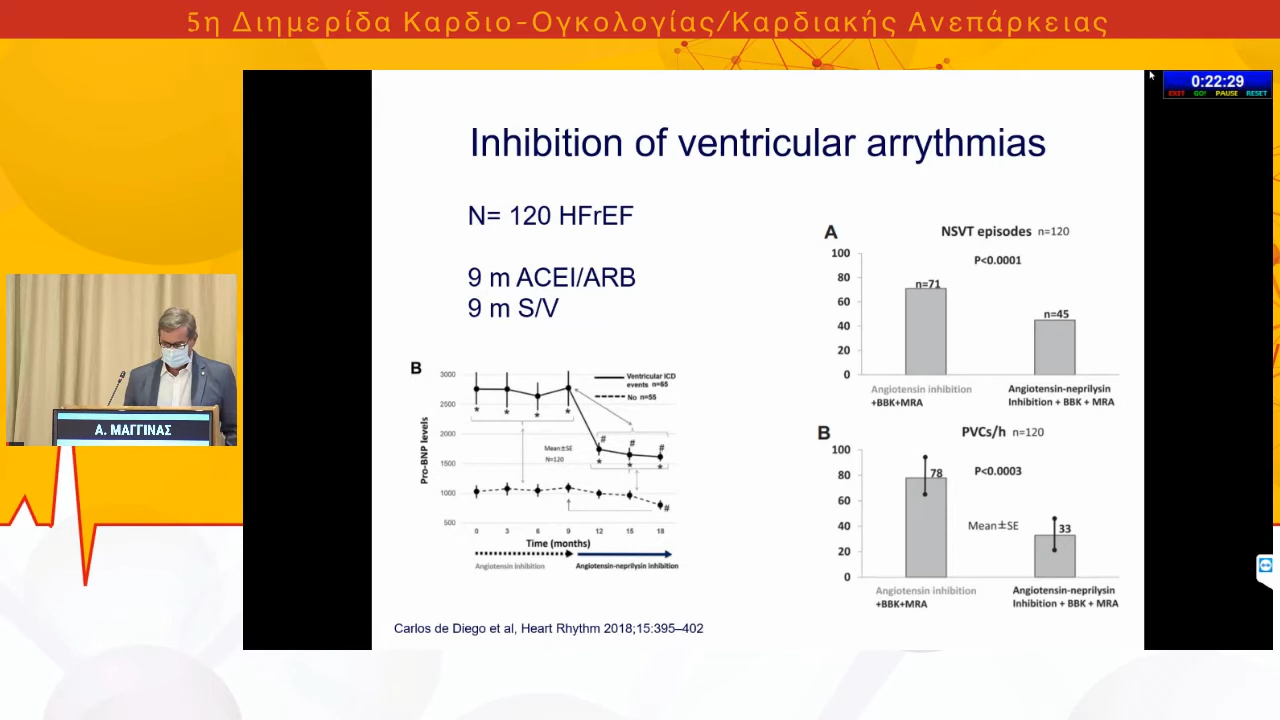 5η Διημερίδα Καρδιο-Ογκολογίας/Καρδιακής Ανεπάρκειας
0:22:29
EXIT GO! PAUSE RESET
Inhibition of ventricular arrythmias
N= 120 HFrEF
9 m ACEI/ARB
9 m S/V
A
NSVT episodes n=120
P<0.0001
100
80
60
40
20
0
n=71
n=45
Angiotensin inhibition
+BBK+MRA
Angiotensin-neprilysin
Inhibition + BBK + MRA
B
PVCs/h n=120
P<0.0003
100
80
60
40
20
0
78
33
Mean±SE
Angiotensin inhibition
+BBK+MRA
Angiotensin-neprilysin
Inhibition + BBK + MRA
B
Pro-BNP levels
3000
2500
2000
1500
1000
500
Ventricular ICD
events n=65
No n=55
* * * *
# # #
* * *
#
Mean±SE
N=120
0 3 6 9 12 15 18
Time (months)
Angiotensin inhibition
Angiotensin-neprilysin inhibition
Carlos de Diego et al, Heart Rhythm 2018;15:395–402
Α. ΜΑΓΓΙΝΑΣ